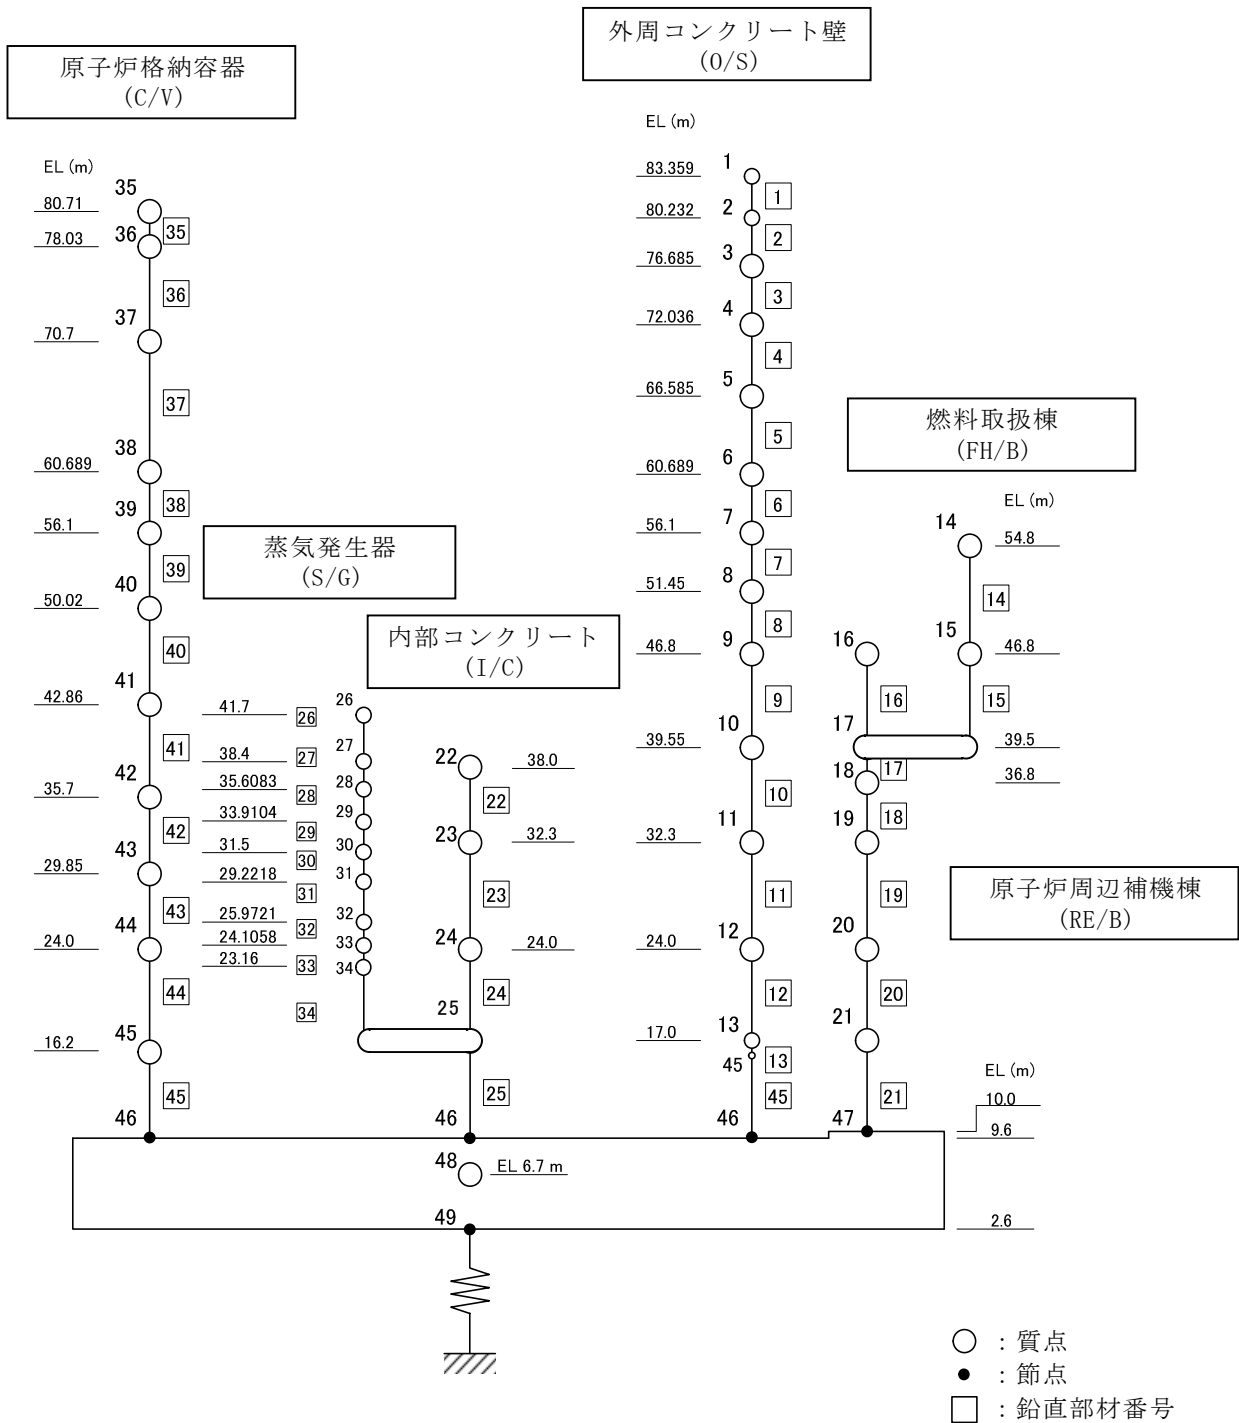 外周コンクリート壁
(O/S)
原子炉格納容器
(C/V)
EL (m)
83.359 1
1
80.232 2
2
76.685 3
3
72.036 4
4
66.585 5
5
60.689 6
6
56.1 7
7
51.45 8
8
46.8 9
9
39.55 10
10
32.3 11
11
24.0 12
12
17.0 13
45 13
45
46
EL (m)
80.71 35
35
78.03 36
36
70.7 37
37
60.689 38
38
56.1 39
39
50.02 40
40
42.86 41
41
35.7 42
42
29.85 43
43
24.0 44
44
16.2 45
45
46
蒸気発生器
(S/G)
41.7 26 26
38.4 27 27
35.6083 28 28
33.9104 29 29
31.5 30 30
29.2218 31 31
25.9721 32 32
24.1058 33
23.16 33 34
34
内部コンクリート
(I/C)
22 38.0
22
23 32.3
23
24 24.0
24
25
25
46
燃料取扱棟
(FH/B)
EL (m)
14 54.8
14
16 15 46.8
16 15
17 39.5
17
18 36.8
18
19
19
20
20
21
21
47
原子炉周辺補機棟
(RE/B)
EL (m)
10.0
9.6
48 EL 6.7 m
49 2.6
: 質点
: 節点
: 鉛直部材番号